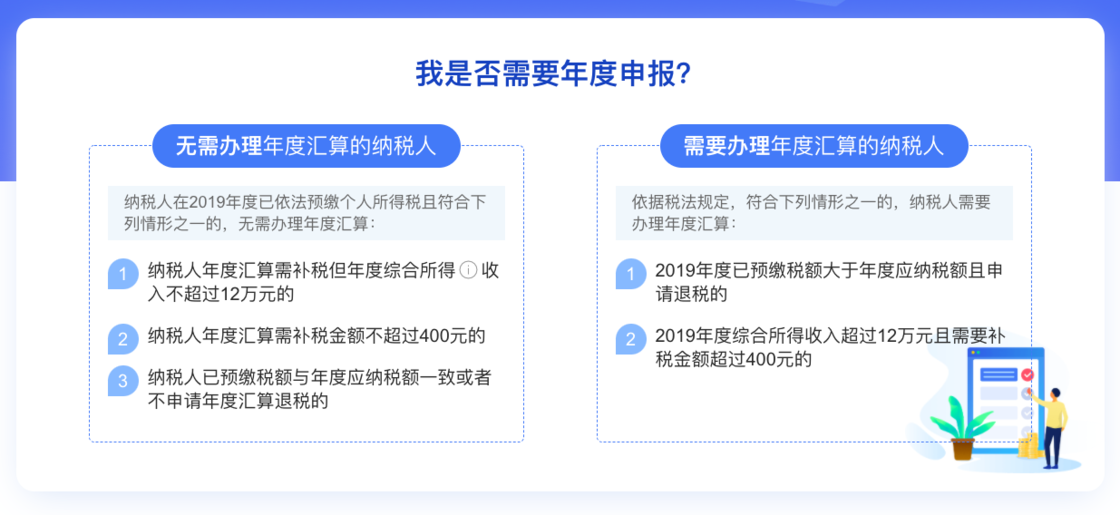 我是否需要年度申报?
无需办理年度汇算的纳税人
纳税人在2019年度已依法预缴个人所得税且符合下
列情形之一的，无需办理年度汇算：
1 纳税人年度汇算需补税但年度综合所得 ⓘ 收
入不超过12万元的
2 纳税人年度汇算需补税金额不超过400元的
3 纳税人已预缴税额与年度应纳税额一致或者
不申请年度汇算退税的
需要办理年度汇算的纳税人
依据税法规定，符合下列情形之一的，纳税人需要
办理年度汇算：
1 2019年度已预缴税额大于年度应纳税额且申
请退税的
2 2019年度综合所得收入超过12万元且需要补
税金额超过400元的